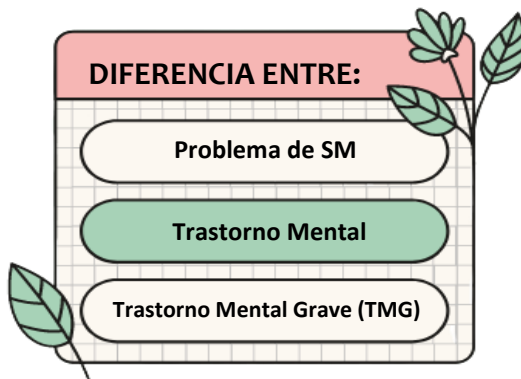 DIFERENCIA ENTRE:
Problema de SM
Trastorno Mental
Trastorno Mental Grave (TMG)